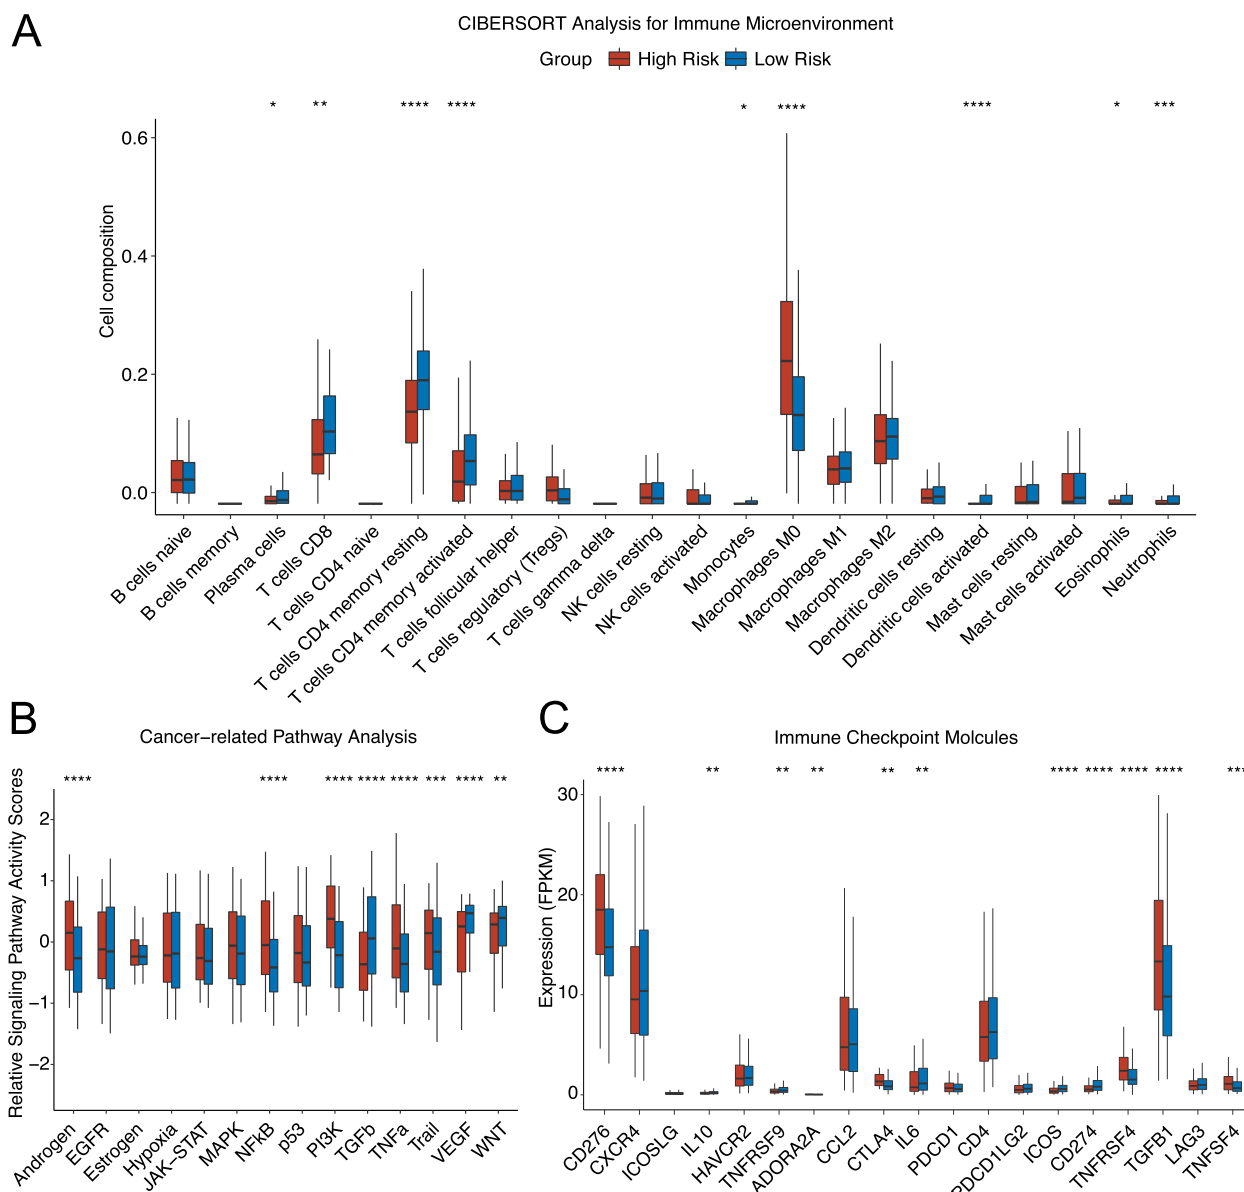 A
CIBERSORT Analysis for Immune Microenvironment
Group High Risk Low Risk
* ** **** **** * **** **** * ***
Cell composition
0.6
0.4
0.2
0.0
B cells naive
B cells memory
Plasma cells
T cells CD8
T cells CD4 naive
T cells CD4 memory resting
T cells CD4 memory activated
T cells follicular helper
T cells regulatory (Tregs)
T cells gamma delta
NK cells resting
NK cells activated
Monocytes
Macrophages M0
Macrophages M1
Macrophages M2
Dendritic cells resting
Dendritic cells activated
Mast cells resting
Mast cells activated
Eosinophils
Neutrophils
B
Cancer−related Pathway Analysis
**** **** **** **** **** *** **** **
Relative Signaling Pathway Activity Scores
2
1
0
−1
−2
Androgen
EGFR
Estrogen
Hypoxia
JAK−STAT
MAPK
NFkB
p53
PI3K
TGFb
TNFa
Trail
VEGF
WNT
C
Immune Checkpoint Molcules
**** ** ** ** ** ** **** **** **** **** ***
Expression (FPKM)
30
20
10
0
CD276
CXCR4
ICOSLG
IL10
HAVCR2
TNFRSF9
ADORA2A
CCL2
CTLA4
IL6
PDCD1
CD4
PDCD1LG2
ICOS
CD274
TNFRSF4
TGFB1
LAG3
TNFSF4